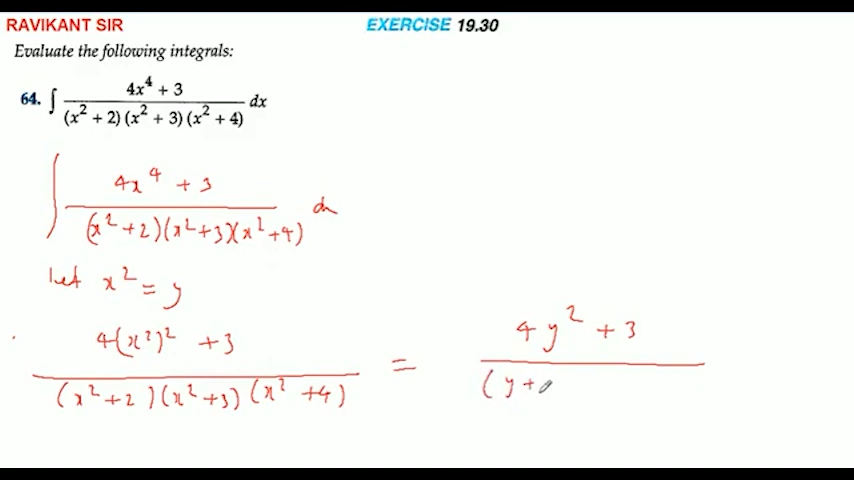 RAVIKANT SIR
EXERCISE 19.30
Evaluate the following integrals:
64. ∫ (4x⁴ + 3) / ((x² + 2)(x² + 3)(x² + 4)) dx
∫ (4x⁴ + 3) / ((x² + 2)(x² + 3)(x² + 4)) dx
let x² = y
(4(x²)² + 3) / ((x² + 2)(x² + 3)(x² + 4)) = (4y² + 3) / (y +